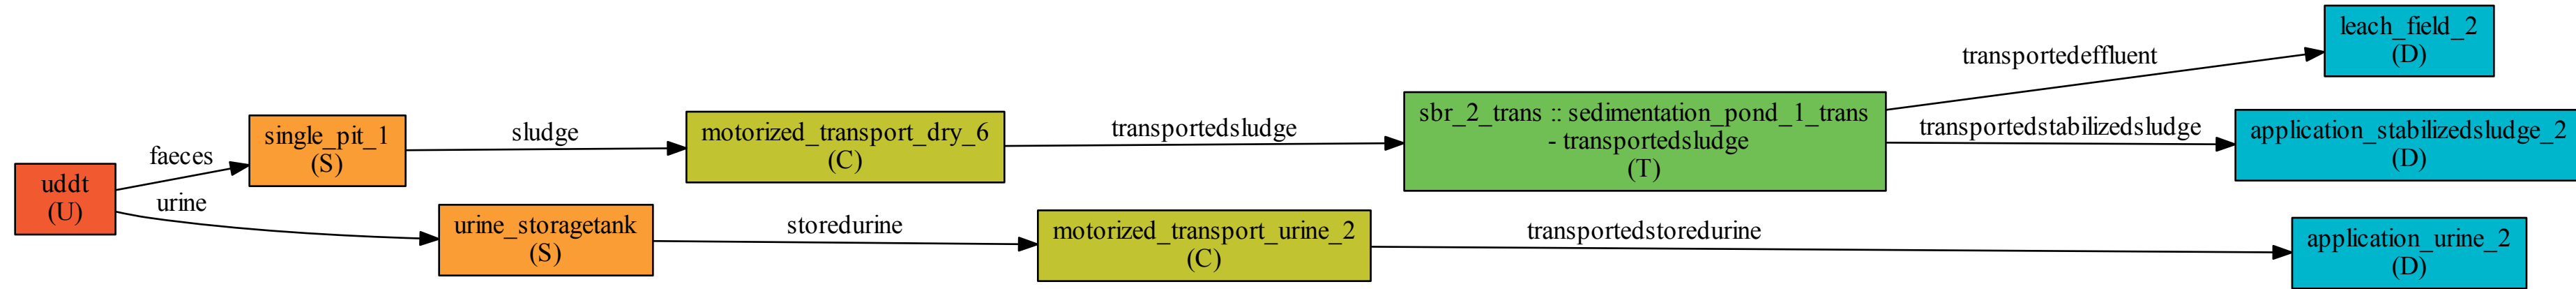 uddt
(U)
faeces
urine
single_pit_1
(S)
urine_storagetank
(S)
sludge
storedurine
motorized_transport_dry_6
(C)
motorized_transport_urine_2
(C)
transportedsludge
transportedstoredurine
sbr_2_trans :: sedimentation_pond_1_trans
- transportedsludge
(T)
transportedeffluent
transportedstabilizedsludge
leach_field_2
(D)
application_stabilizedsludge_2
(D)
application_urine_2
(D)